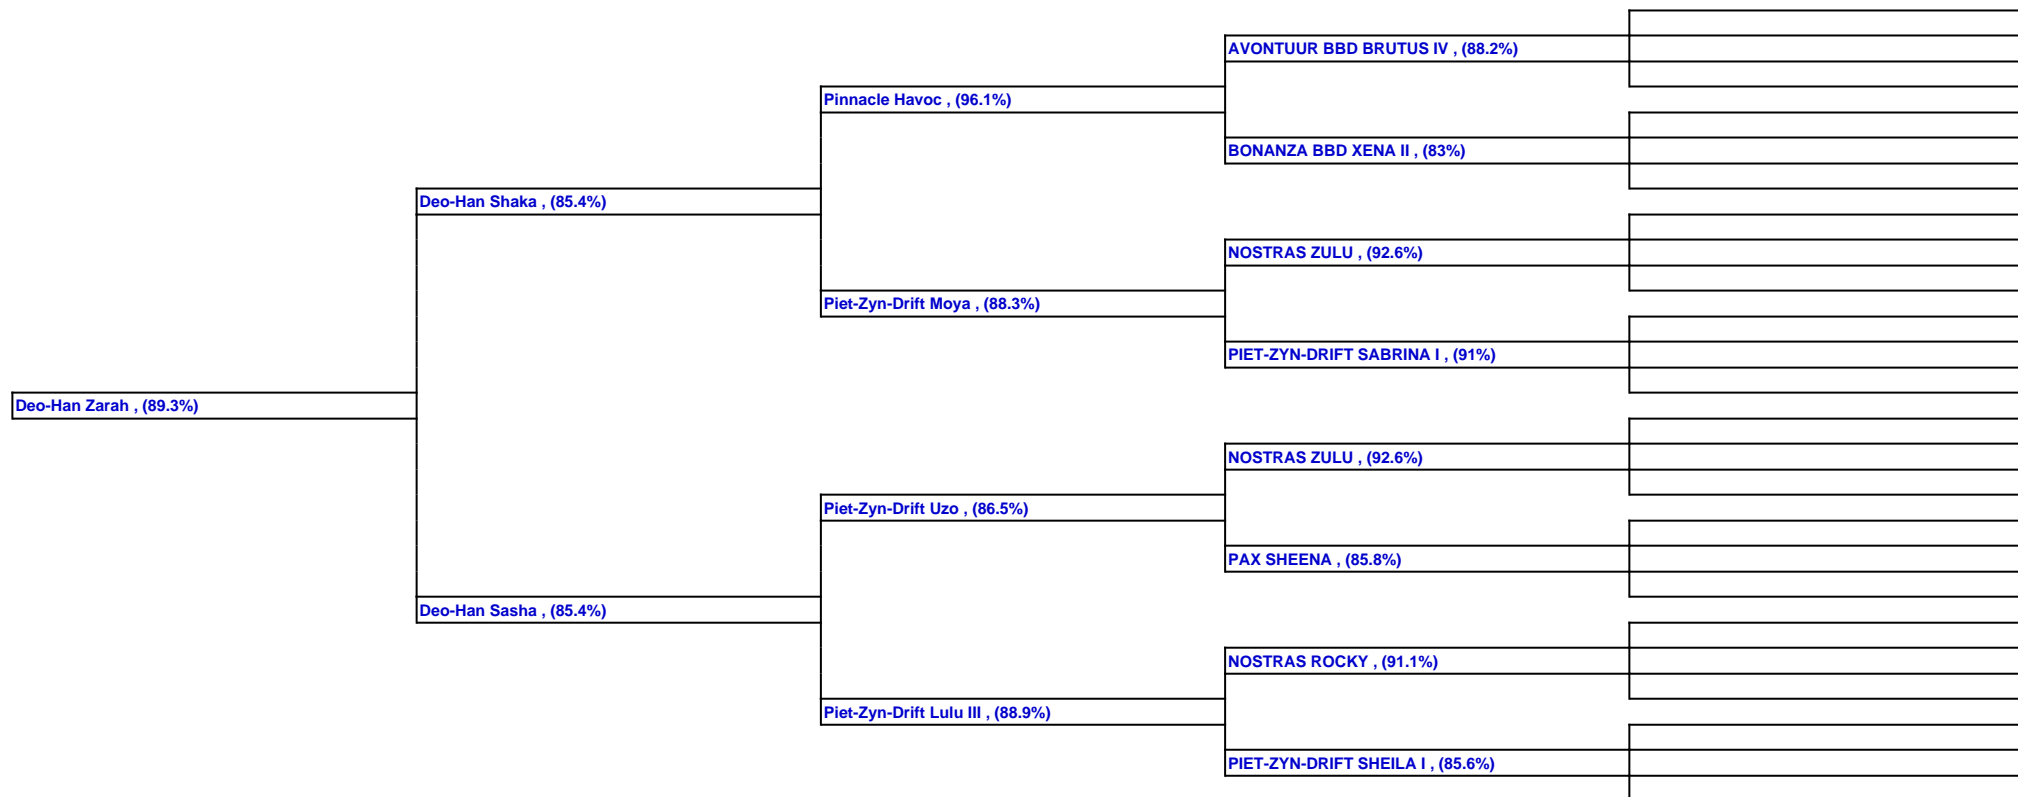 AVONTUUR BBD BRUTUS IV , (88.2%)
Pinnacle Havoc , (96.1%)
BONANZA BBD XENA II , (83%)
Deo-Han Shaka , (85.4%)
NOSTRAS ZULU , (92.6%)
Piet-Zyn-Drift Moya , (88.3%)
PIET-ZYN-DRIFT SABRINA I , (91%)
Deo-Han Zarah , (89.3%)
NOSTRAS ZULU , (92.6%)
Piet-Zyn-Drift Uzo , (86.5%)
PAX SHEENA , (85.8%)
Deo-Han Sasha , (85.4%)
NOSTRAS ROCKY , (91.1%)
Piet-Zyn-Drift Lulu III , (88.9%)
PIET-ZYN-DRIFT SHEILA I , (85.6%)